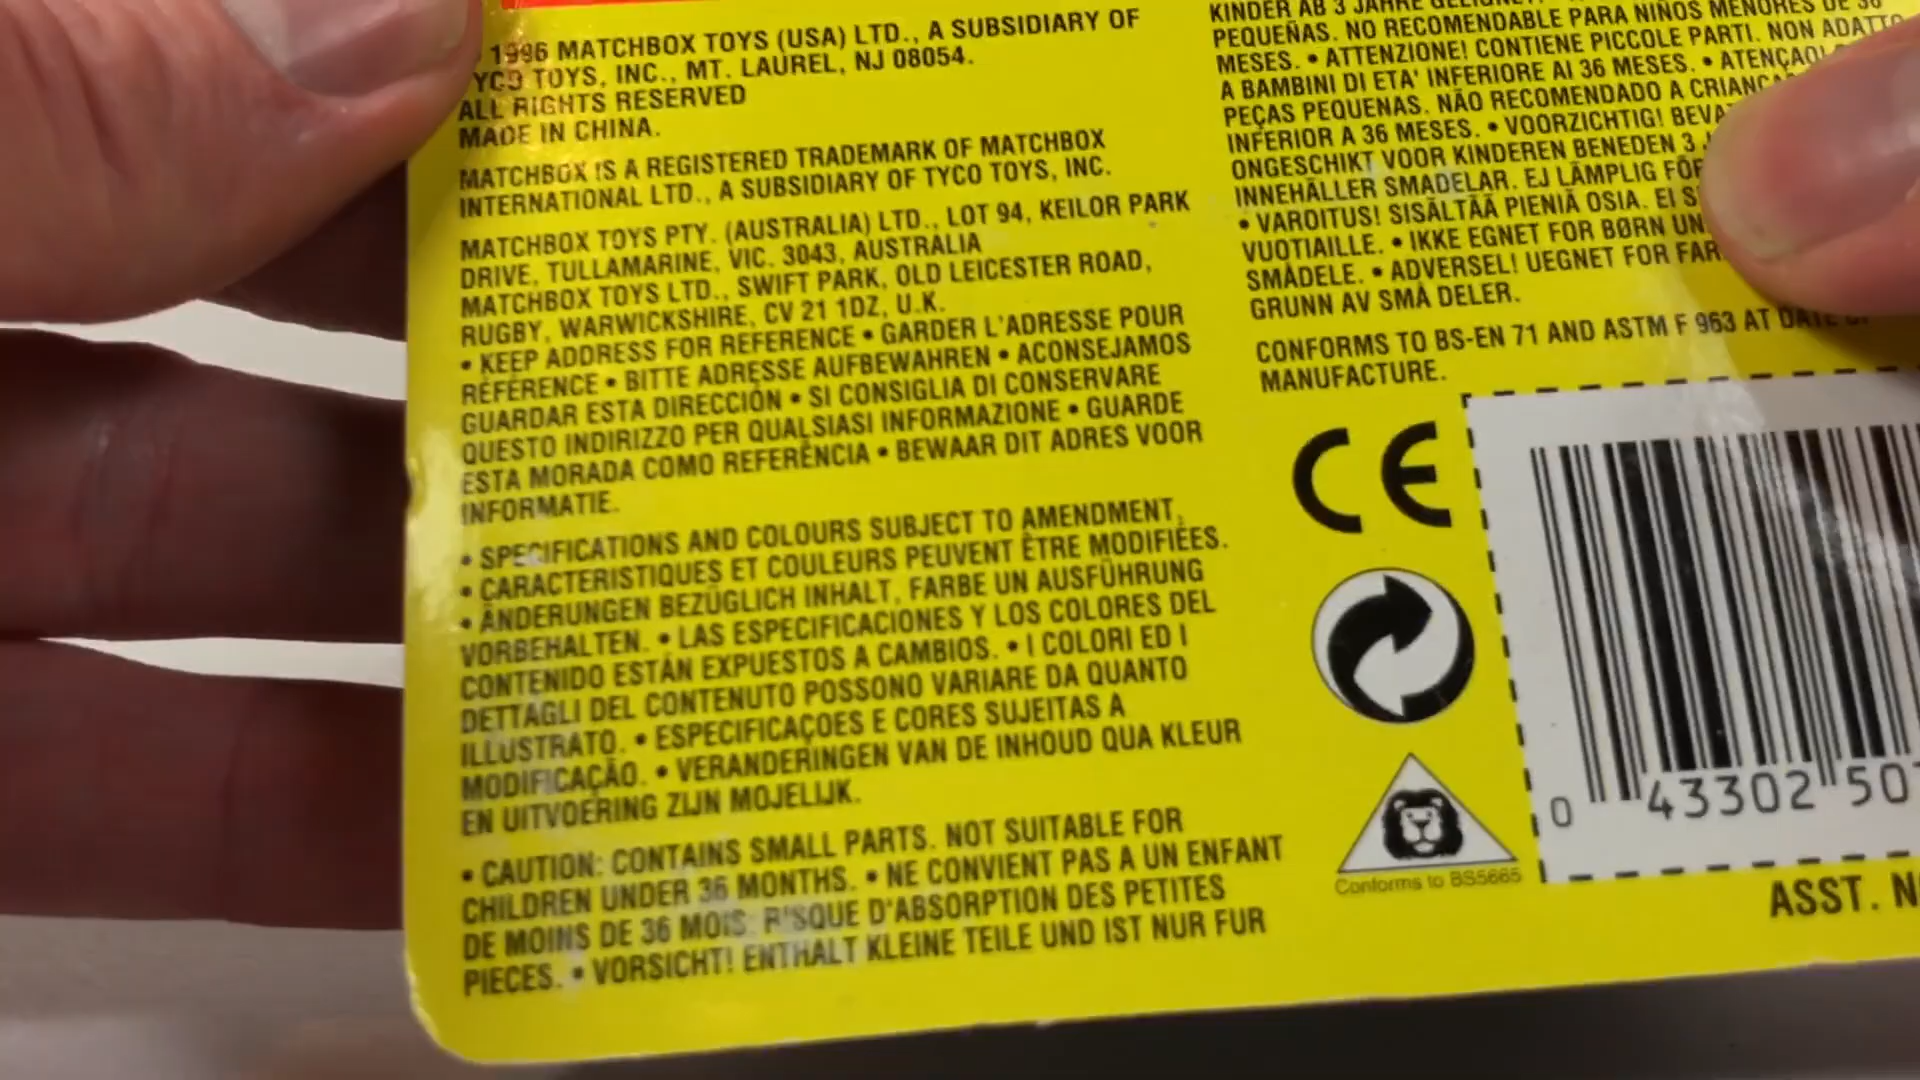 1996 MATCHBOX TOYS (USA) LTD., A SUBSIDIARY OF
TYCO TOYS, INC., MT. LAUREL, NJ 08054.
ALL RIGHTS RESERVED
MADE IN CHINA.
MATCHBOX IS A REGISTERED TRADEMARK OF MATCHBOX
INTERNATIONAL LTD., A SUBSIDIARY OF TYCO TOYS, INC.
MATCHBOX TOYS PTY. (AUSTRALIA) LTD., LOT 94, KEILOR PARK
DRIVE, TULLAMARINE, VIC. 3043, AUSTRALIA
MATCHBOX TOYS LTD., SWIFT PARK, OLD LEICESTER ROAD,
RUGBY, WARWICKSHIRE, CV 21 1DZ, U.K.
• KEEP ADDRESS FOR REFERENCE • GARDER L'ADRESSE POUR
RÉFÉRENCE • BITTE ADRESSE AUFBEWAHREN • ACONSEJAMOS
GUARDAR ESTA DIRECCIÓN • SI CONSIGLIA DI CONSERVARE
QUESTO INDIRIZZO PER QUALSIASI INFORMAZIONE • GUARDE
ESTA MORADA COMO REFERÊNCIA • BEWAAR DIT ADRES VOOR
INFORMATIE.
• SPECIFICATIONS AND COLOURS SUBJECT TO AMENDMENT.
• CARACTERISTIQUES ET COULEURS PEUVENT ÊTRE MODIFIÉES.
• ÄNDERUNGEN BEZÜGLICH INHALT, FARBE UN AUSFÜHRUNG
VORBEHALTEN. • LAS ESPECIFICACIONES Y LOS COLORES DEL
CONTENIDO ESTÁN EXPUESTOS A CAMBIOS. • I COLORI ED I
DETTAGLI DEL CONTENUTO POSSONO VARIARE DA QUANTO
ILLUSTRATO. • ESPECIFICAÇOES E CORES SUJEITAS A
MODIFICAÇÃO. • VERANDERINGEN VAN DE INHOUD QUA KLEUR
EN UITVOERING ZIJN MOJELIJK.
• CAUTION: CONTAINS SMALL PARTS. NOT SUITABLE FOR
CHILDREN UNDER 36 MONTHS. • NE CONVIENT PAS A UN ENFANT
DE MOINS DE 36 MOIS: RISQUE D'ABSORPTION DES PETITES
PIECES. • VORSICHT! ENTHALT KLEINE TEILE UND IST NUR FUR
KINDER AB 3 JAHRE GEEIGNET.
PEQUEÑAS. NO RECOMENDABLE PARA NIÑOS MENORES DE 36
MESES. • ATTENZIONE! CONTIENE PICCOLE PARTI. NON ADATTO
A BAMBINI DI ETA' INFERIORE AI 36 MESES. • ATENÇAO!
PEÇAS PEQUENAS. NÃO RECOMENDADO A
INFERIOR A 36 MESES. • VOORZICHTIG!
ONGESCHIKT VOOR KINDEREN BENEDEN 3
INNEHÅLLER SMADELAR. EJ LÄMPLIG FÖR
• VAROITUS! SISÄLTÄÄ PIENIÄ OSIA. EI
VUOTIAILLE. • IKKE EGNET FOR BØRN
SMÅDELE. • ADVERSEL! UEGNET FOR
GRUNN AV SMÅ DELER.
CONFORMS TO BS-EN 71 AND ASTM F 963 AT DATE OF
MANUFACTURE.
CE
0 43302 50
Conforms to BS5665
ASST.